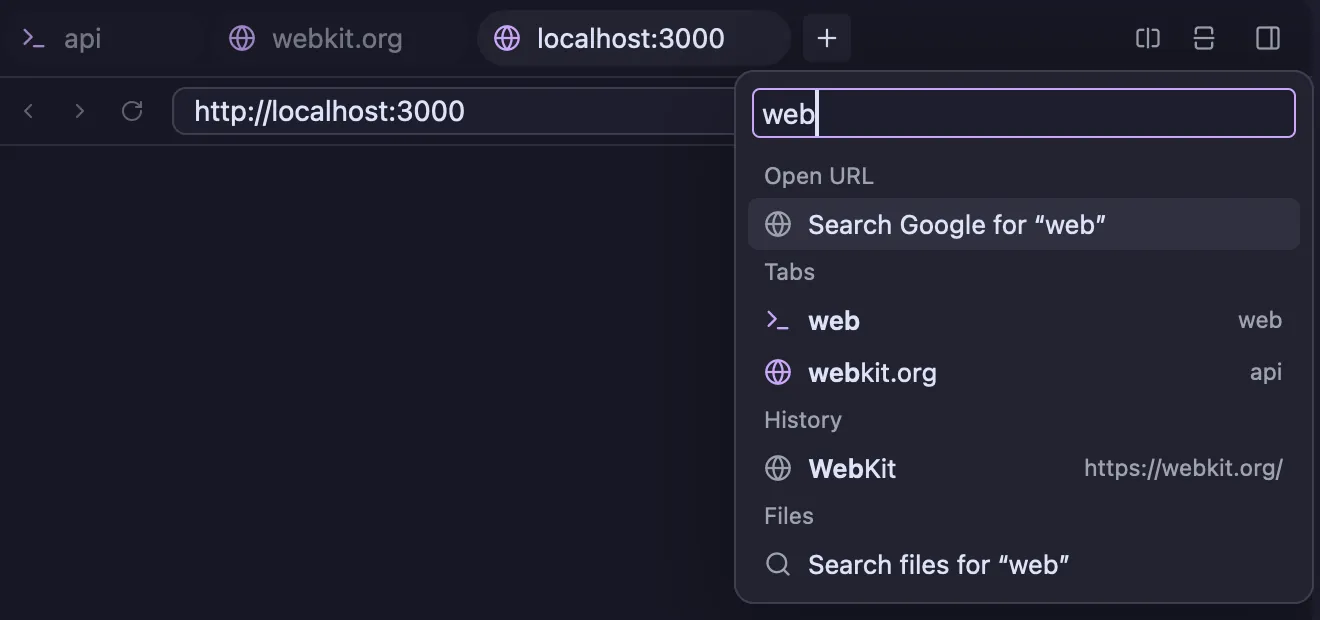 api
webkit.org
localhost:3000
http://localhost:3000
web
Open URL
Search Google for “web”
Tabs
web web
webkit.org api
History
WebKit https://webkit.org/
Files
Search files for “web”